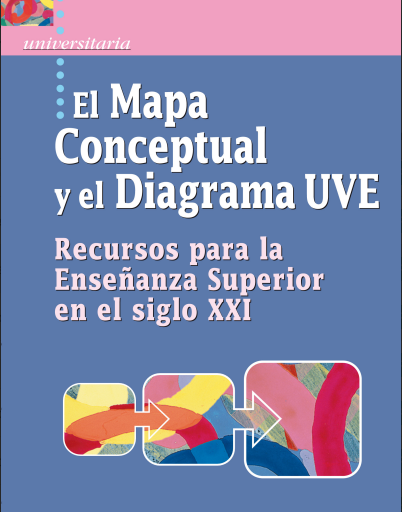 universitaria
El Mapa
Conceptual
y el Diagrama UVE
Recursos para la
Enseñanza Superior
en el siglo XXI